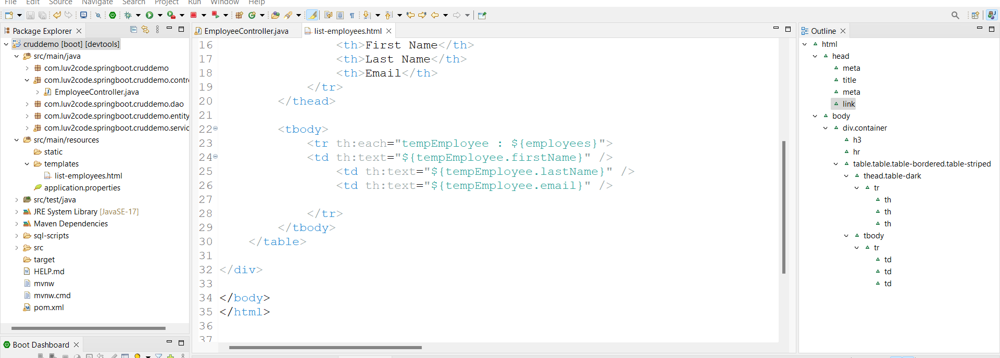 File Edit Source Navigate Search Project Run Window Help
Package Explorer
cruddemo [boot] [devtools]
src/main/java
com.luv2code.springboot.cruddemo
com.luv2code.springboot.cruddemo.contro
EmployeeController.java
com.luv2code.springboot.cruddemo.dao
com.luv2code.springboot.cruddemo.entity
com.luv2code.springboot.cruddemo.servic
src/main/resources
static
templates
list-employees.html
application.properties
src/test/java
JRE System Library [JavaSE-17]
Maven Dependencies
sql-scripts
src
target
HELP.md
mvnw
mvnw.cmd
pom.xml
Boot Dashboard
EmployeeController.java list-employees.html
16 <th>First Name</th>
17 <th>Last Name</th>
18 <th>Email</th>
19 </tr>
20 </thead>
21
22 <tbody>
23 <tr th:each="tempEmployee : ${employees}">
24 <td th:text="${tempEmployee.firstName}" />
25 <td th:text="${tempEmployee.lastName}" />
26 <td th:text="${tempEmployee.email}" />
27
28 </tr>
29 </tbody>
30 </table>
31
32 </div>
33
34 </body>
35 </html>
36
37
Outline
html
head
meta
title
meta
link
body
div.container
h3
hr
table.table.table-bordered.table-striped
thead.table-dark
tr
th
th
th
tbody
tr
td
td
td